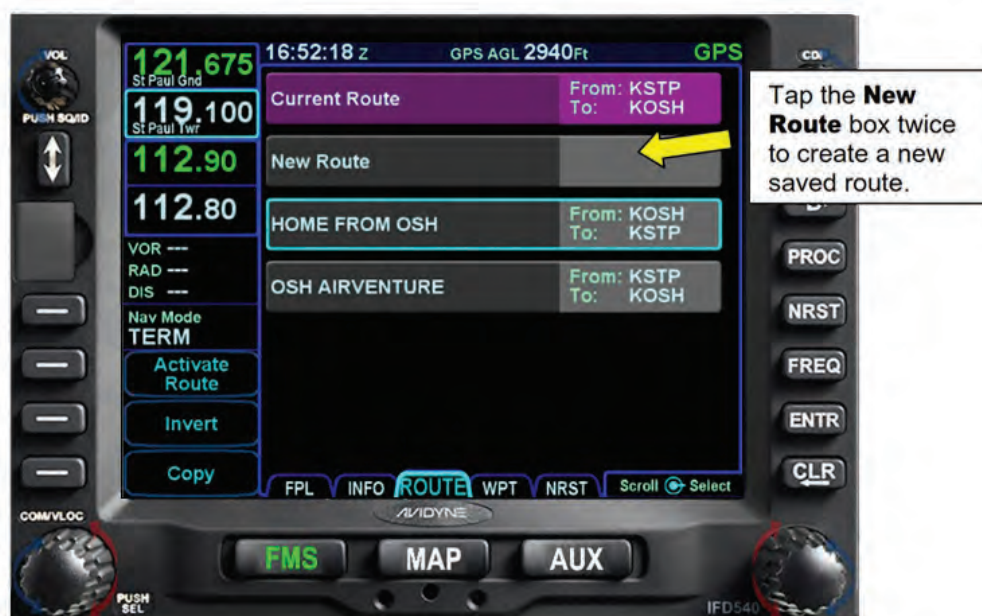 VOL
PUSH SQ/ID
121.675
St Paul Gnd
119.100
St Paul Twr
112.90
112.80
VOR ---
RAD ---
DIS ---
Nav Mode
TERM
Activate
Route
Invert
Copy
16:52:18 Z GPS AGL 2940Ft GPS
Current Route From: KSTP
To: KOSH
New Route
HOME FROM OSH From: KOSH
To: KSTP
OSH AIRVENTURE From: KSTP
To: KOSH
FPL INFO ROUTE WPT NRST Scroll Select
CDI
Tap the New
Route box twice
to create a new
saved route.
PROC
NRST
FREQ
ENTR
CLR
COM/VLOC
PUSH
SEL
AVIDYNE
FMS MAP AUX
IFD540